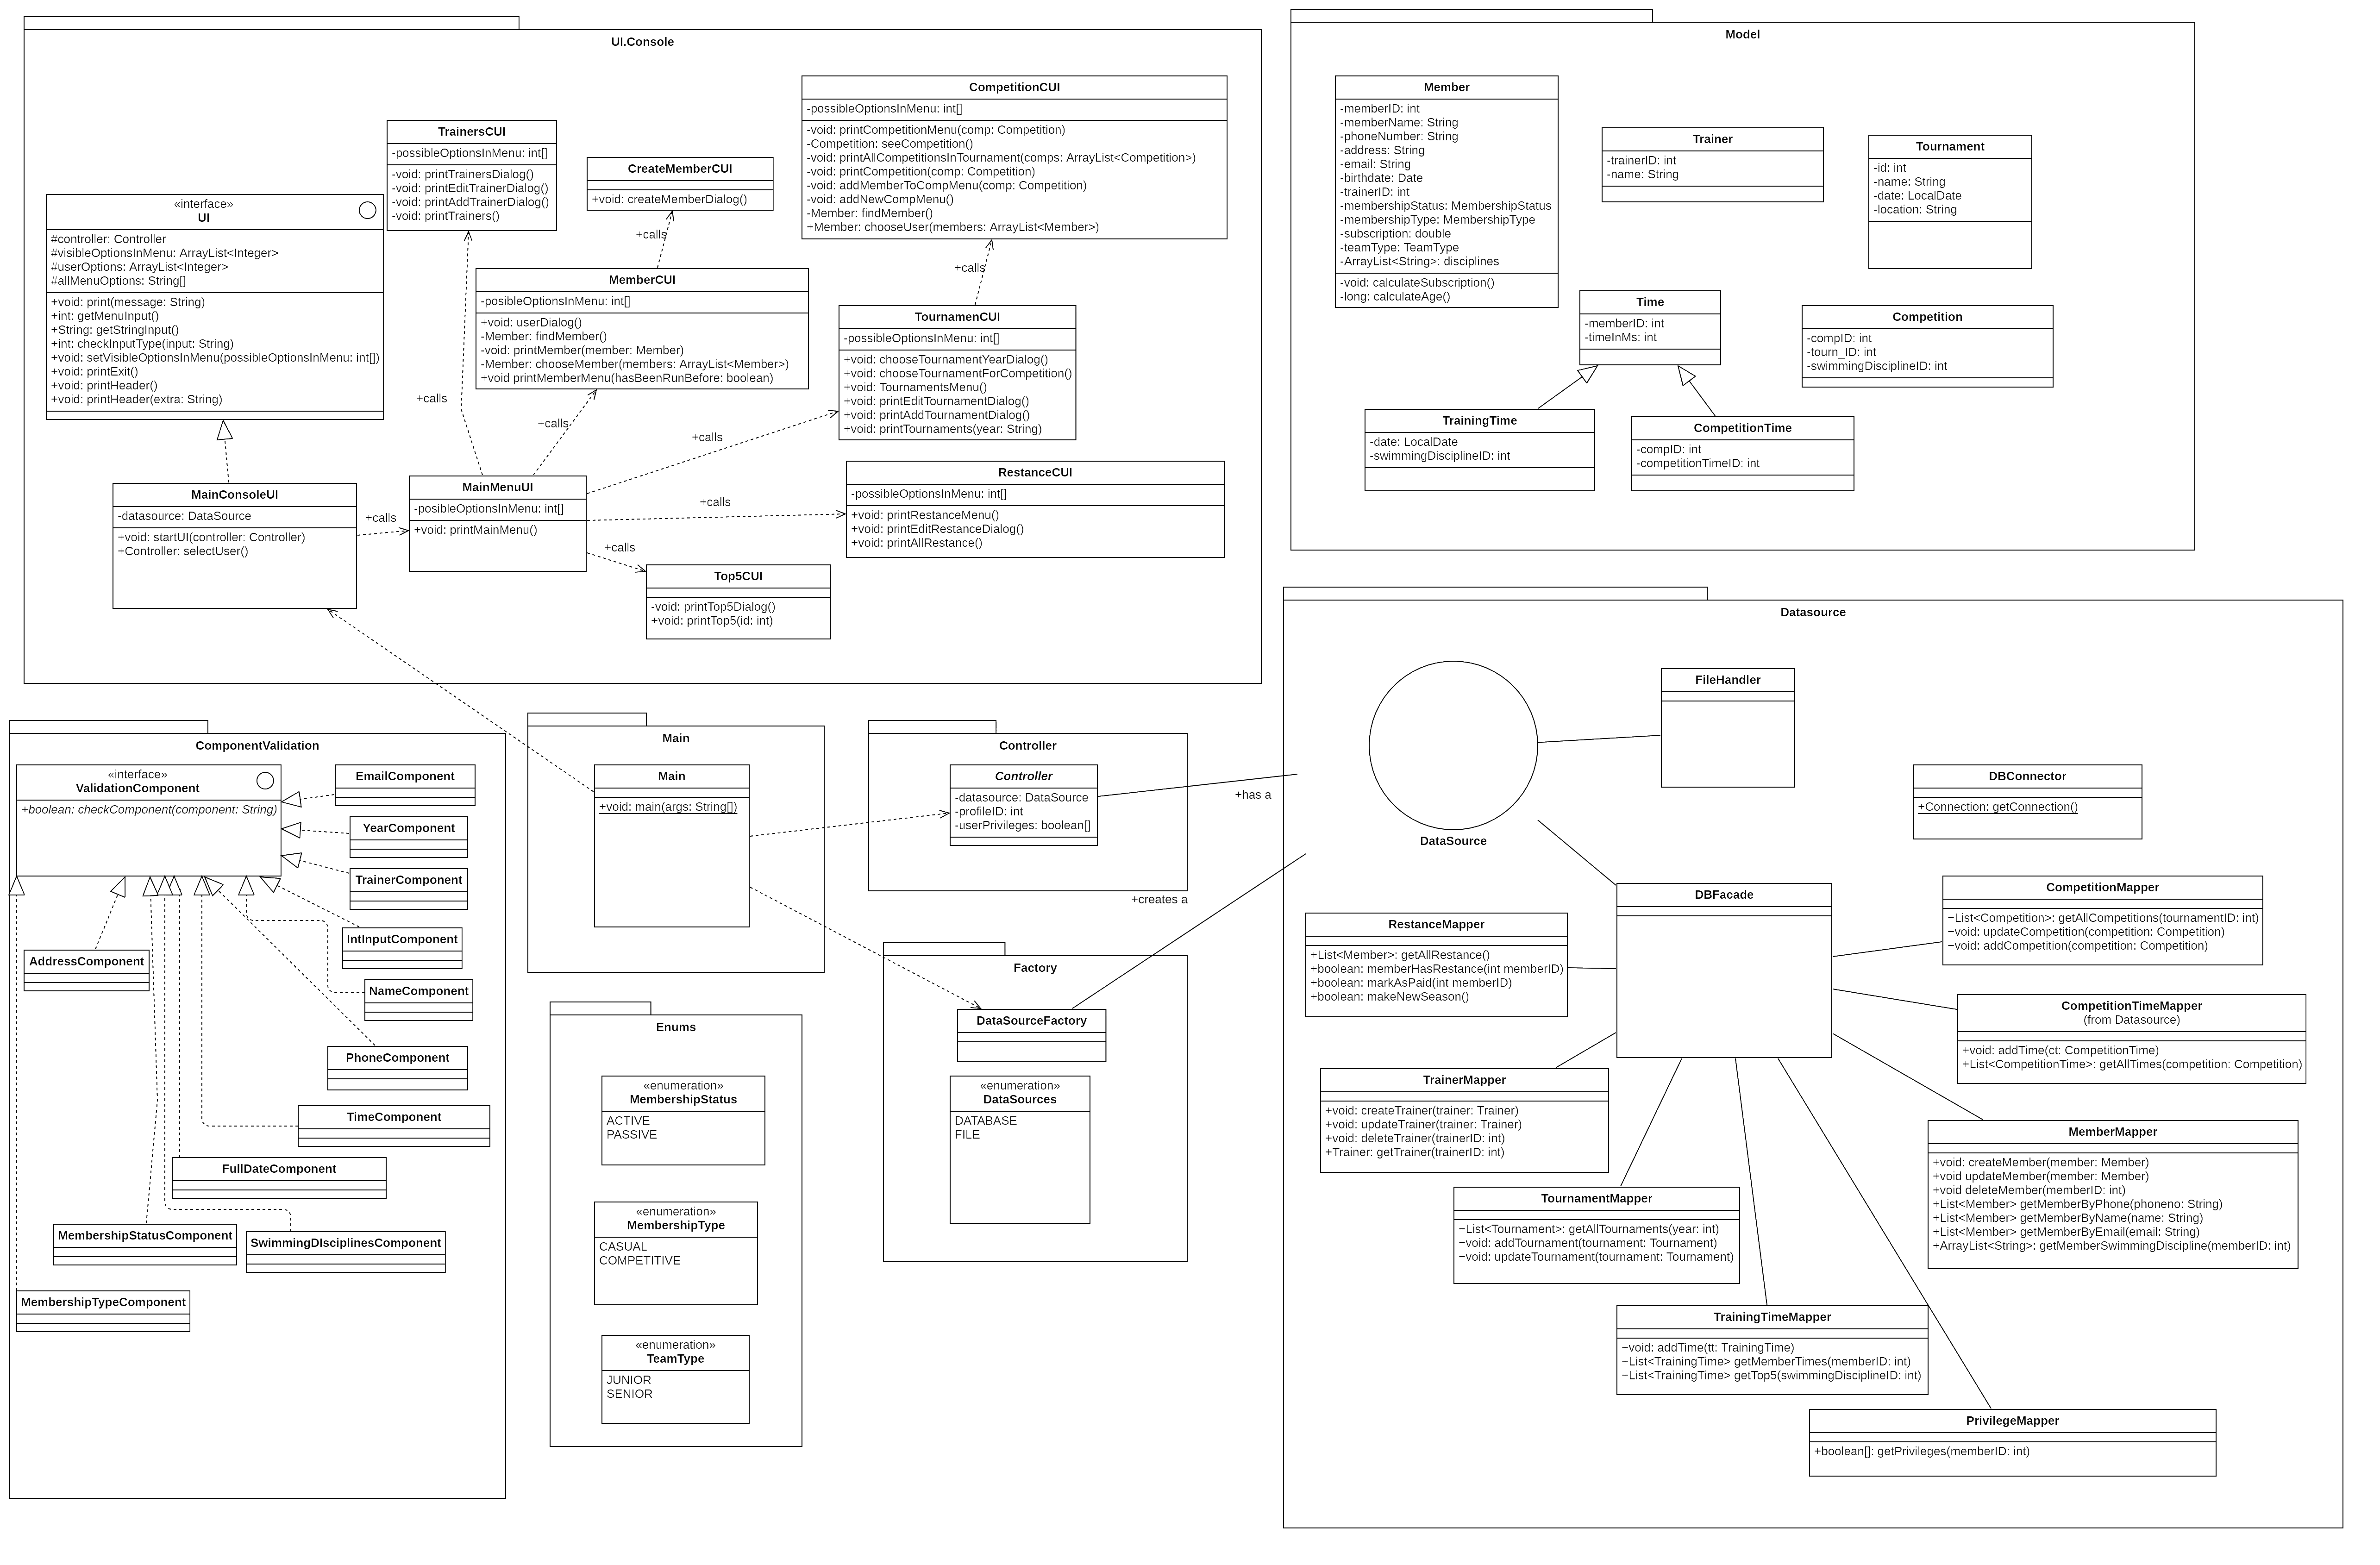 UI.Console
«interface»
UI
#controller: Controller
#visibleOptionsInMenu: ArrayList<Integer>
#userOptions: ArrayList<Integer>
#allMenuOptions: String[]
+void: print(message: String)
+int: getMenuInput()
+String: getStringInput()
+int: checkInputType(input: String)
+void: setVisibleOptionsInMenu(possibleOptionsInMenu: int[])
+void: printExit()
+void: printHeader()
+void: printHeader(extra: String)
TrainersCUI
-possibleOptionsInMenu: int[]
-void: printTrainersDialog()
-void: printEditTrainerDialog()
-void: printAddTrainerDialog()
-void: printTrainers()
CreateMemberCUI
+void: createMemberDialog()
+calls
CompetitionCUI
-possibleOptionsInMenu: int[]
-void: printCompetitionMenu(comp: Competition)
-Competition: seeCompetition()
-void: printAllCompetitionsInTournament(comps: ArrayList<Competition>)
-void: printCompetition(comp: Competition)
-void: addMemberToCompMenu(comp: Competition)
-void: addNewCompMenu()
-Member: findMember()
+Member: chooseUser(members: ArrayList<Member>)
+calls
MemberCUI
-posibleOptionsInMenu: int[]
+void: userDialog()
-Member: findMember()
-void: printMember(member: Member)
-Member: chooseMember(members: ArrayList<Member>)
+void printMemberMenu(hasBeenRunBefore: boolean)
TournamenCUI
-possibleOptionsInMenu: int[]
+void: chooseTournamentYearDialog()
+void: chooseTournamentForCompetition()
+void: TournamentsMenu()
+void: printEditTournamentDialog()
+void: printAddTournamentDialog()
+void: printTournaments(year: String)
+calls
+calls
+calls
MainConsoleUI
-datasource: DataSource
+void: startUI(controller: Controller)
+Controller: selectUser()
+calls
MainMenuUI
-posibleOptionsInMenu: int[]
+void: printMainMenu()
+calls
RestanceCUI
-possibleOptionsInMenu: int[]
+void: printRestanceMenu()
+void: printEditRestanceDialog()
+void: printAllRestance()
+calls
Top5CUI
-void: printTop5Dialog()
+void: printTop5(id: int)
Model
Member
-memberID: int
-memberName: String
-phoneNumber: String
-address: String
-email: String
-birthdate: Date
-trainerID: int
-membershipStatus: MembershipStatus
-membershipType: MembershipType
-subscription: double
-teamType: TeamType
-ArrayList<String>: disciplines
-void: calculateSubscription()
-long: calculateAge()
Trainer
-trainerID: int
-name: String
Tournament
-id: int
-name: String
-date: LocalDate
-location: String
Time
-memberID: int
-timeInMs: int
Competition
-compID: int
-tourn_ID: int
-swimmingDisciplineID: int
TrainingTime
-date: LocalDate
-swimmingDisciplineID: int
CompetitionTime
-compID: int
-competitionTimeID: int
ComponentValidation
«interface»
ValidationComponent
+boolean: checkComponent(component: String)
EmailComponent
YearComponent
TrainerComponent
IntInputComponent
AddressComponent
NameComponent
PhoneComponent
TimeComponent
FullDateComponent
MembershipStatusComponent
SwimmingDIsciplinesComponent
MembershipTypeComponent
Main
Main
+void: main(args: String[])
Controller
Controller
-datasource: DataSource
-profileID: int
-userPrivileges: boolean[]
+has a
+creates a
Enums
«enumeration»
MembershipStatus
ACTIVE
PASSIVE
«enumeration»
MembershipType
CASUAL
COMPETITIVE
«enumeration»
TeamType
JUNIOR
SENIOR
Factory
DataSourceFactory
«enumeration»
DataSources
DATABASE
FILE
Datasource
DataSource
FileHandler
DBConnector
+Connection: getConnection()
DBFacade
RestanceMapper
+List<Member>: getAllRestance()
+boolean: memberHasRestance(int memberID)
+boolean: markAsPaid(int memberID)
+boolean: makeNewSeason()
CompetitionMapper
+List<Competition>: getAllCompetitions(tournamentID: int)
+void: updateCompetition(competition: Competition)
+void: addCompetition(competition: Competition)
CompetitionTimeMapper
(from Datasource)
+void: addTime(ct: CompetitionTime)
+List<CompetitionTime>: getAllTimes(competition: Competition)
TrainerMapper
+void: createTrainer(trainer: Trainer)
+void: updateTrainer(trainer: Trainer)
+void: deleteTrainer(trainerID: int)
+Trainer: getTrainer(trainerID: int)
MemberMapper
+void: createMember(member: Member)
+void updateMember(member: Member)
+void deleteMember(memberID: int)
+List<Member> getMemberByPhone(phoneno: String)
+List<Member> getMemberByName(name: String)
+List<Member> getMemberByEmail(email: String)
+ArrayList<String>: getMemberSwimmingDiscipline(memberID: int)
TournamentMapper
+List<Tournament>: getAllTournaments(year: int)
+void: addTournament(tournament: Tournament)
+void: updateTournament(tournament: Tournament)
TrainingTimeMapper
+void: addTime(tt: TrainingTime)
+List<TrainingTime> getMemberTimes(memberID: int)
+List<TrainingTime> getTop5(swimmingDisciplineID: int)
PrivilegeMapper
+boolean[]: getPrivileges(memberID: int)